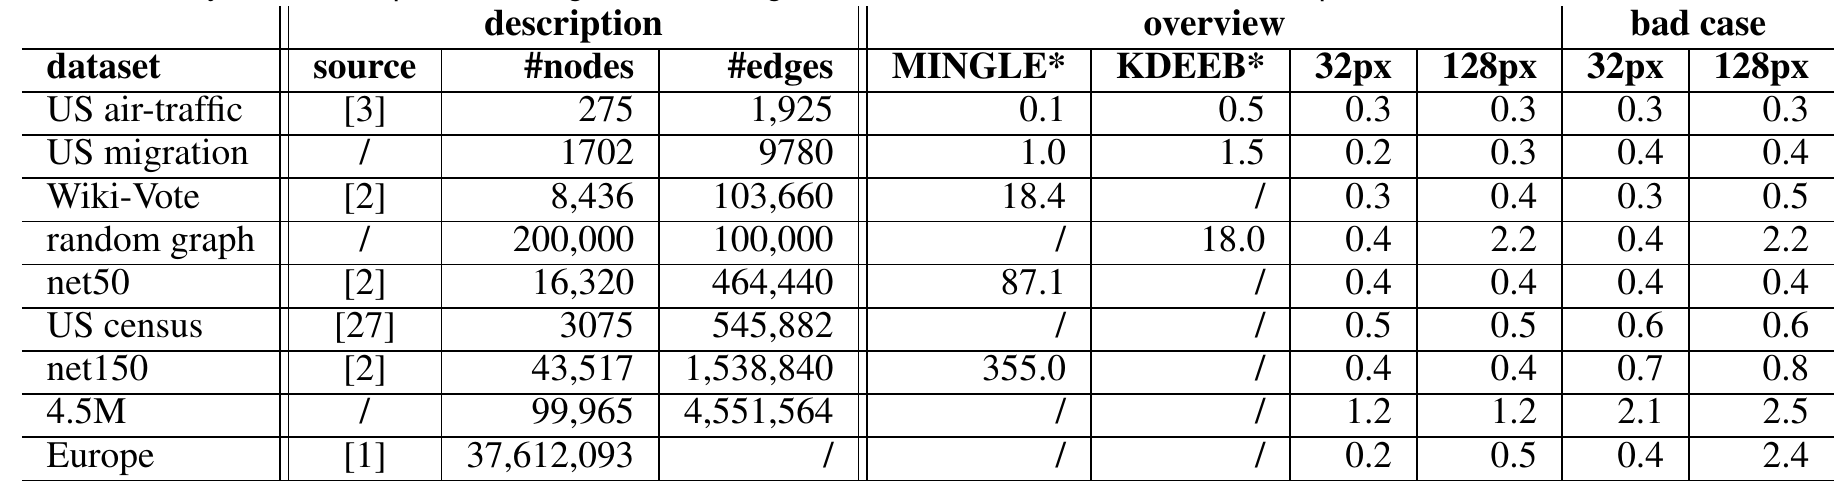 description overview bad case
dataset source #nodes #edges MINGLE* KDEEB* 32px 128px 32px 128px
US air-traffic [3] 275 1,925 0.1 0.5 0.3 0.3 0.3 0.3
US migration / 1702 9780 1.0 1.5 0.2 0.3 0.4 0.4
Wiki-Vote [2] 8,436 103,660 18.4 / 0.3 0.4 0.3 0.5
random graph / 200,000 100,000 / 18.0 0.4 2.2 0.4 2.2
net50 [2] 16,320 464,440 87.1 / 0.4 0.4 0.4 0.4
US census [27] 3075 545,882 / / 0.5 0.5 0.6 0.6
net150 [2] 43,517 1,538,840 355.0 / 0.4 0.4 0.7 0.8
4.5M / 99,965 4,551,564 / / 1.2 1.2 2.1 2.5
Europe [1] 37,612,093 / / / 0.2 0.5 0.4 2.4